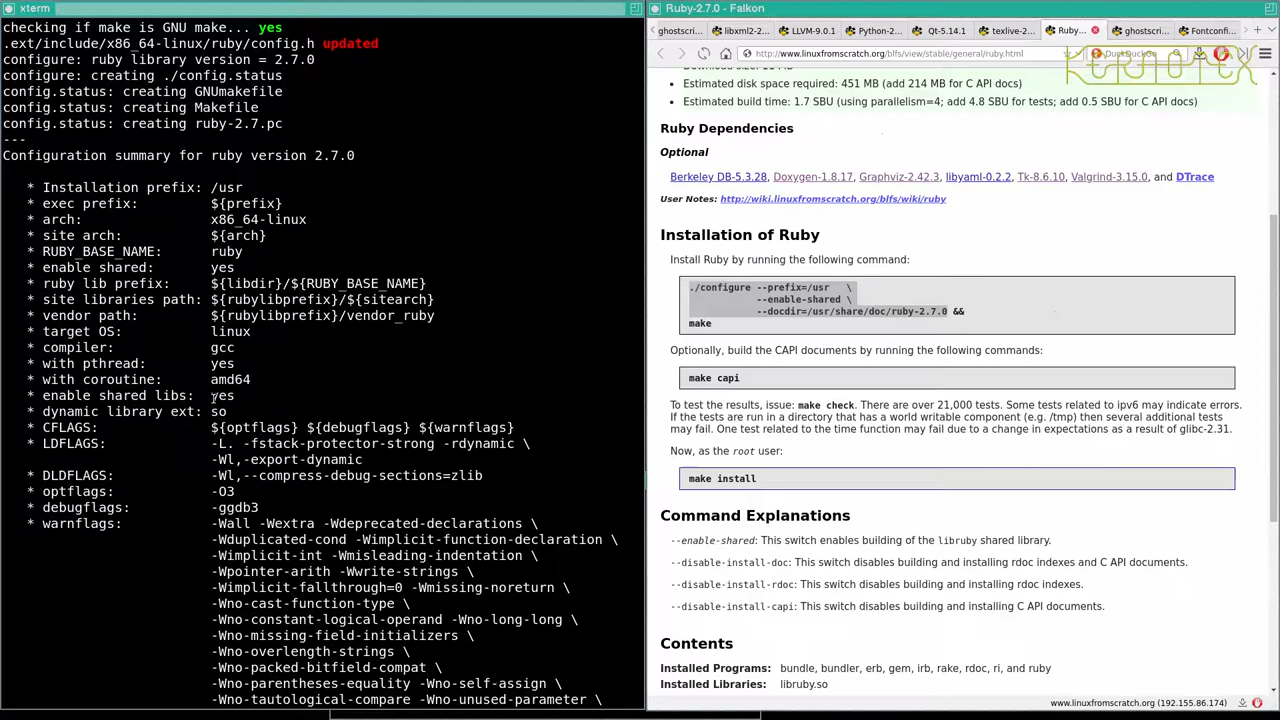 xterm
checking if make is GNU make... yes
.ext/include/x86_64-linux/ruby/config.h updated
configure: ruby library version = 2.7.0
configure: creating ./config.status
config.status: creating GNUmakefile
config.status: creating Makefile
config.status: creating ruby-2.7.pc
---
Configuration summary for ruby version 2.7.0
* Installation prefix: /usr
* exec prefix: ${prefix}
* arch: x86_64-linux
* site arch: ${arch}
* RUBY_BASE_NAME: ruby
* enable shared: yes
* ruby lib prefix: ${libdir}/${RUBY_BASE_NAME}
* site libraries path: ${rubylibprefix}/${sitearch}
* vendor path: ${rubylibprefix}/vendor_ruby
* target OS: linux
* compiler: gcc
* with pthread: yes
* with coroutine: amd64
* enable shared libs: yes
* dynamic library ext: so
* CFLAGS: ${optflags} ${debugflags} ${warnflags}
* LDFLAGS: -L. -fstack-protector-strong -rdynamic \
-Wl,-export-dynamic
* DLDFLAGS: -Wl,--compress-debug-sections=zlib
* optflags: -O3
* debugflags: -ggdb3
* warnflags: -Wall -Wextra -Wdeprecated-declarations \
-Wduplicated-cond -Wimplicit-function-declaration \
-Wimplicit-int -Wmisleading-indentation \
-Wpointer-arith -Wwrite-strings \
-Wimplicit-fallthrough=0 -Wmissing-noreturn \
-Wno-cast-function-type \
-Wno-constant-logical-operand -Wno-long-long \
-Wno-missing-field-initializers \
-Wno-overlength-strings \
-Wno-packed-bitfield-compat \
-Wno-parentheses-equality -Wno-self-assign \
-Wno-tautological-compare -Wno-unused-parameter \
Ruby-2.7.0 - Falkon
ghostscri libxml2-2 LLVM-9.0.1 Python-2 Qt-5.14.1 texlive-2 Ruby... ghostscr Fontconfi
http://www.linuxfromscratch.org/blfs/view/stable/general/ruby.html DuckDuckGo
KERNOTEX
Estimated disk space required: 451 MB (add 214 MB for C API docs)
Estimated build time: 1.7 SBU (using parallelism=4; add 4.8 SBU for tests; add 0.5 SBU for C API docs)
Ruby Dependencies
Optional
Berkeley DB-5.3.28, Doxygen-1.8.17, Graphviz-2.42.3, libyaml-0.2.2, Tk-8.6.10, Valgrind-3.15.0, and DTrace
User Notes: http://wiki.linuxfromscratch.org/blfs/wiki/ruby
Installation of Ruby
Install Ruby by running the following command:
./configure --prefix=/usr \
--enable-shared \
--docdir=/usr/share/doc/ruby-2.7.0 &&
make
Optionally, build the CAPI documents by running the following commands:
make capi
To test the results, issue: make check. There are over 21,000 tests. Some tests related to ipv6 may indicate errors.
If the tests are run in a directory that has a world writable component (e.g. /tmp) then several additional tests
may fail. One test related to the time function may fail due to a change in expectations as a result of glibc-2.31.
Now, as the root user:
make install
Command Explanations
--enable-shared: This switch enables building of the libruby shared library.
--disable-install-doc: This switch disables building and installing rdoc indexes and C API documents.
--disable-install-rdoc: This switch disables building and installing rdoc indexes.
--disable-install-capi: This switch disables building and installing C API documents.
Contents
Installed Programs: bundle, bundler, erb, gem, irb, rake, rdoc, ri, and ruby
Installed Libraries: libruby.so
www.linuxfromscratch.org (192.155.86.174)